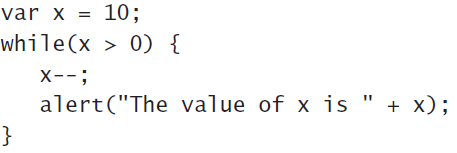 var x = 10;
while(x > 0) {
   x--;
   alert("The value of x is " + x);
}